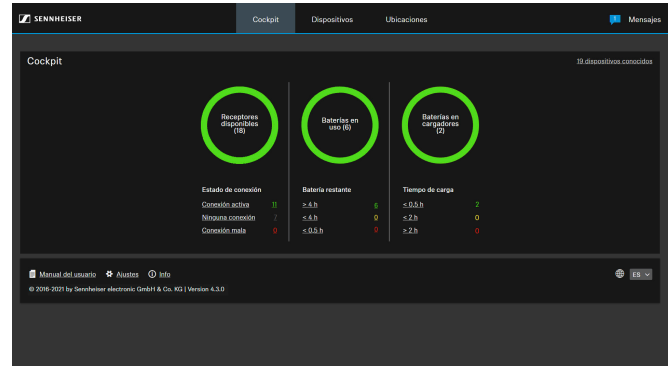 SENNHEISER
Cockpit Dispositivos Ubicaciones Mensajes
Cockpit 19 dispositivos conocidos
Receptores
disponibles
(18)
Baterías en
uso (6)
Baterías en
cargadores
(2)
Estado de conexión Batería restante Tiempo de carga
Conexión activa 11 > 4 h 6 < 0,5 h 2
Ninguna conexión 7 < 4 h 0 < 2 h 0
Conexión mala 0 < 0,5 h 0 > 2 h 0
Manual del usuario Ajustes Info ES
© 2016-2021 by Sennheiser electronic GmbH & Co. KG | Version 4.3.0